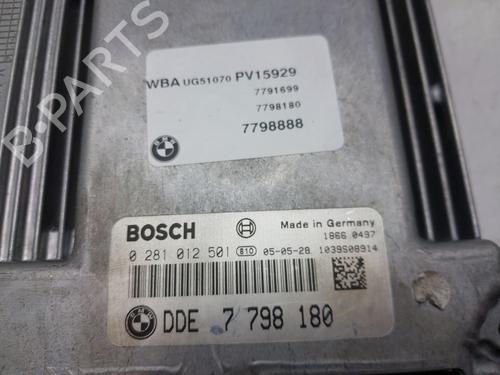 WBA UG51070 PV15929
7791699
7798180
7798888
BOSCH
Made in Germany
1866 0497
0 281 012 501 810 05-05-28 1039S08914
DDE 7 798 180